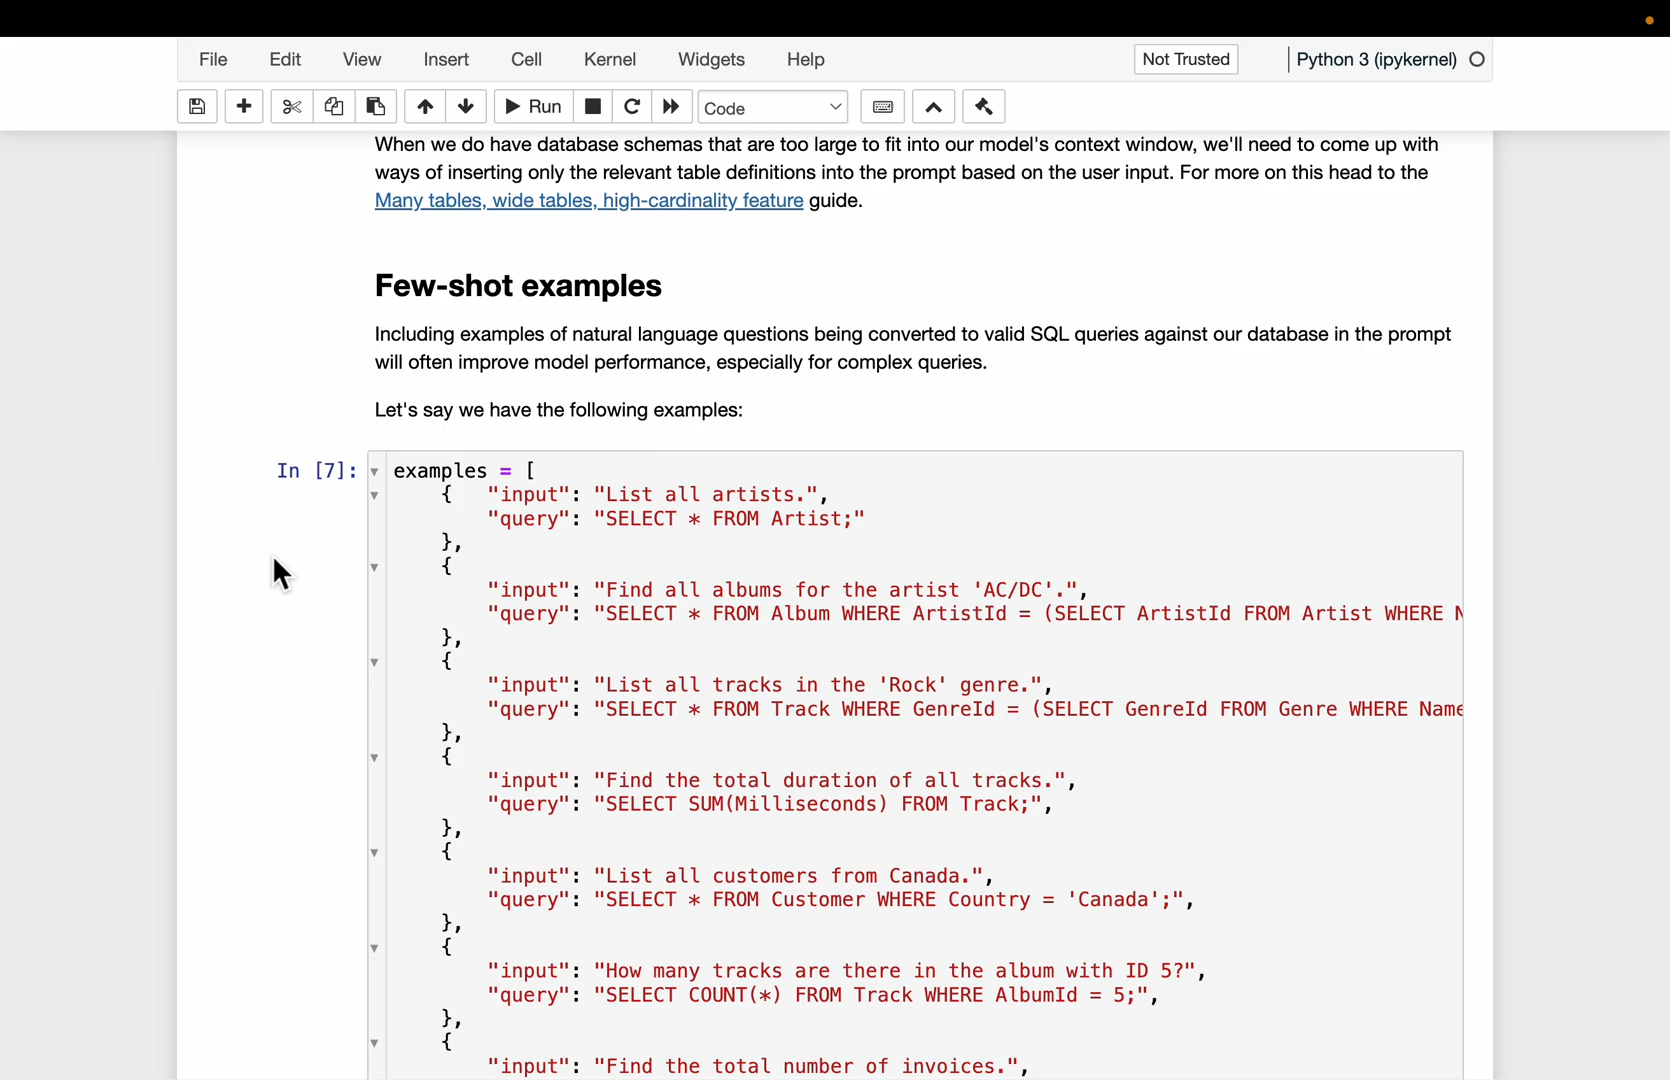 File Edit View Insert Cell Kernel Widgets Help Not Trusted Python 3 (ipykernel)
Run Code
When we do have database schemas that are too large to fit into our model's context window, we'll need to come up with
ways of inserting only the relevant table definitions into the prompt based on the user input. For more on this head to the
Many tables, wide tables, high-cardinality feature guide.
Few-shot examples
Including examples of natural language questions being converted to valid SQL queries against our database in the prompt
will often improve model performance, especially for complex queries.
Let's say we have the following examples:
In [7]: examples = [
{ "input": "List all artists.",
"query": "SELECT * FROM Artist;"
},
{
"input": "Find all albums for the artist 'AC/DC'.",
"query": "SELECT * FROM Album WHERE ArtistId = (SELECT ArtistId FROM Artist WHERE N
},
{
"input": "List all tracks in the 'Rock' genre.",
"query": "SELECT * FROM Track WHERE GenreId = (SELECT GenreId FROM Genre WHERE Name
},
{
"input": "Find the total duration of all tracks.",
"query": "SELECT SUM(Milliseconds) FROM Track;",
},
{
"input": "List all customers from Canada.",
"query": "SELECT * FROM Customer WHERE Country = 'Canada';",
},
{
"input": "How many tracks are there in the album with ID 5?",
"query": "SELECT COUNT(*) FROM Track WHERE AlbumId = 5;",
},
{
"input": "Find the total number of invoices.",